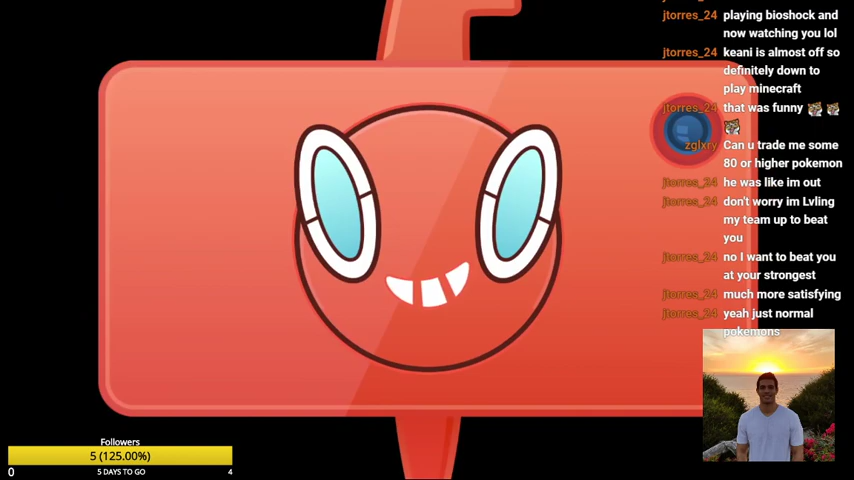 jtorres_24 playing bioshock and
now watching you lol
jtorres_24 keani is almost off so
definitely down to
play minecraft
jtorres_24 that was funny
zglxry Can u trade me some
80 or higher pokemon
jtorres_24 he was like im out
jtorres_24 don't worry im Lvling
my team up to beat
you
jtorres_24 no I want to beat you
at your strongest
jtorres_24 much more satisfying
jtorres_24 yeah just normal
pokemons
Followers
5 (125.00%)
0 5 DAYS TO GO 4